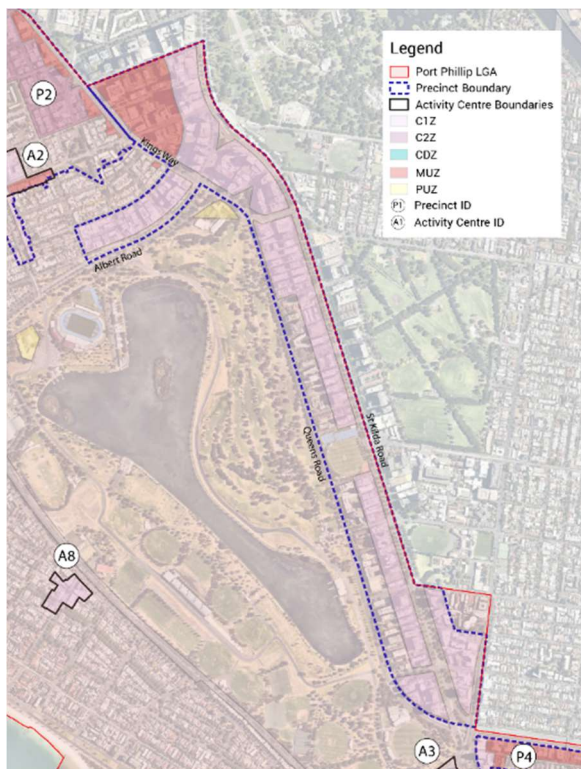 Legend
Port Phillip LGA
Precinct Boundary
Activity Centre Boundaries
C1Z
C2Z
CDZ
MUZ
PUZ
P1 Precinct ID
A1 Activity Centre ID
P2
A2
Kings Way
Albert Road
St Kilda Road
Queens Road
A8
A3
P4